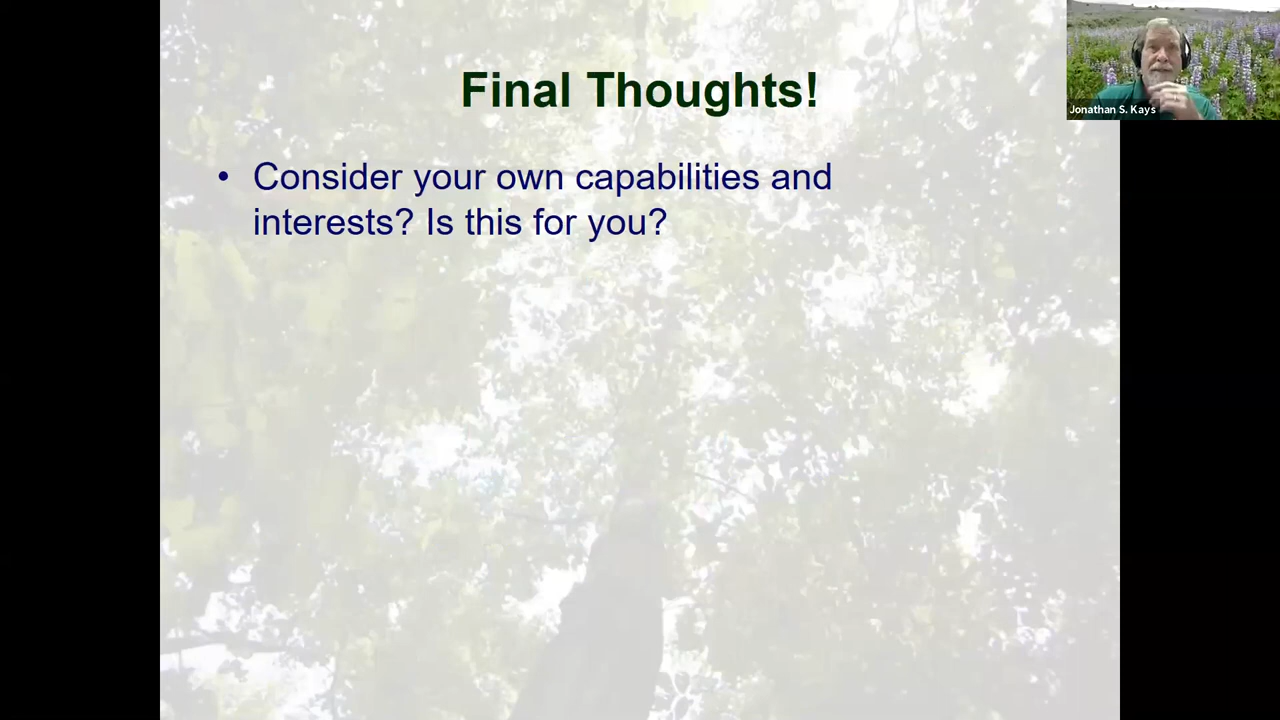 Final Thoughts!
• Consider your own capabilities and
interests? Is this for you?
Jonathan S. Kays